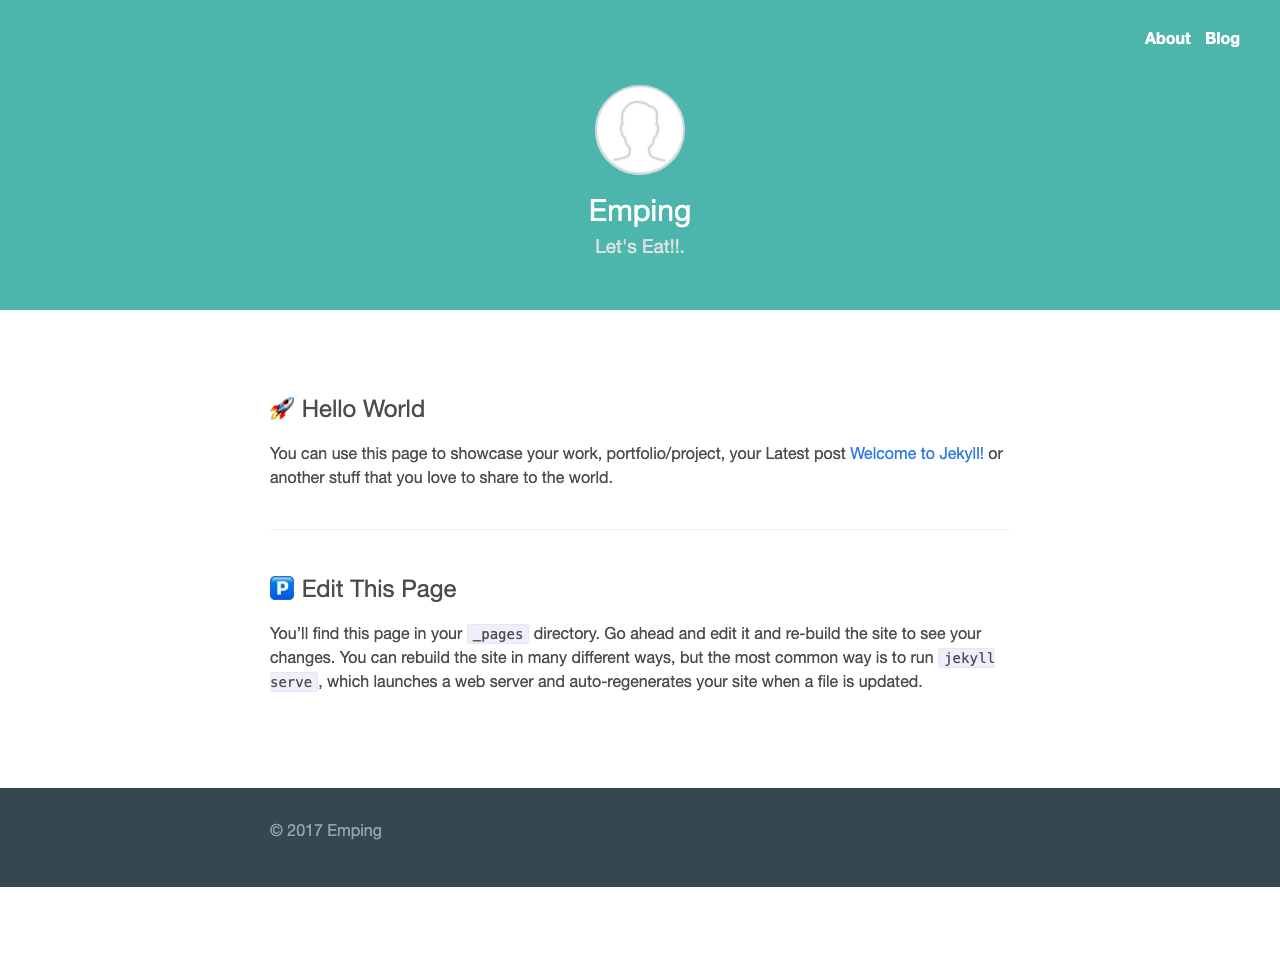 About Blog
Emping
Let's Eat!!.
🚀 Hello World
You can use this page to showcase your work, portfolio/project, your Latest post Welcome to Jekyll! or
another stuff that you love to share to the world.
🅿️ Edit This Page
You’ll find this page in your _pages directory. Go ahead and edit it and re-build the site to see your
changes. You can rebuild the site in many different ways, but the most common way is to run jekyll
serve, which launches a web server and auto-regenerates your site when a file is updated.
© 2017 Emping